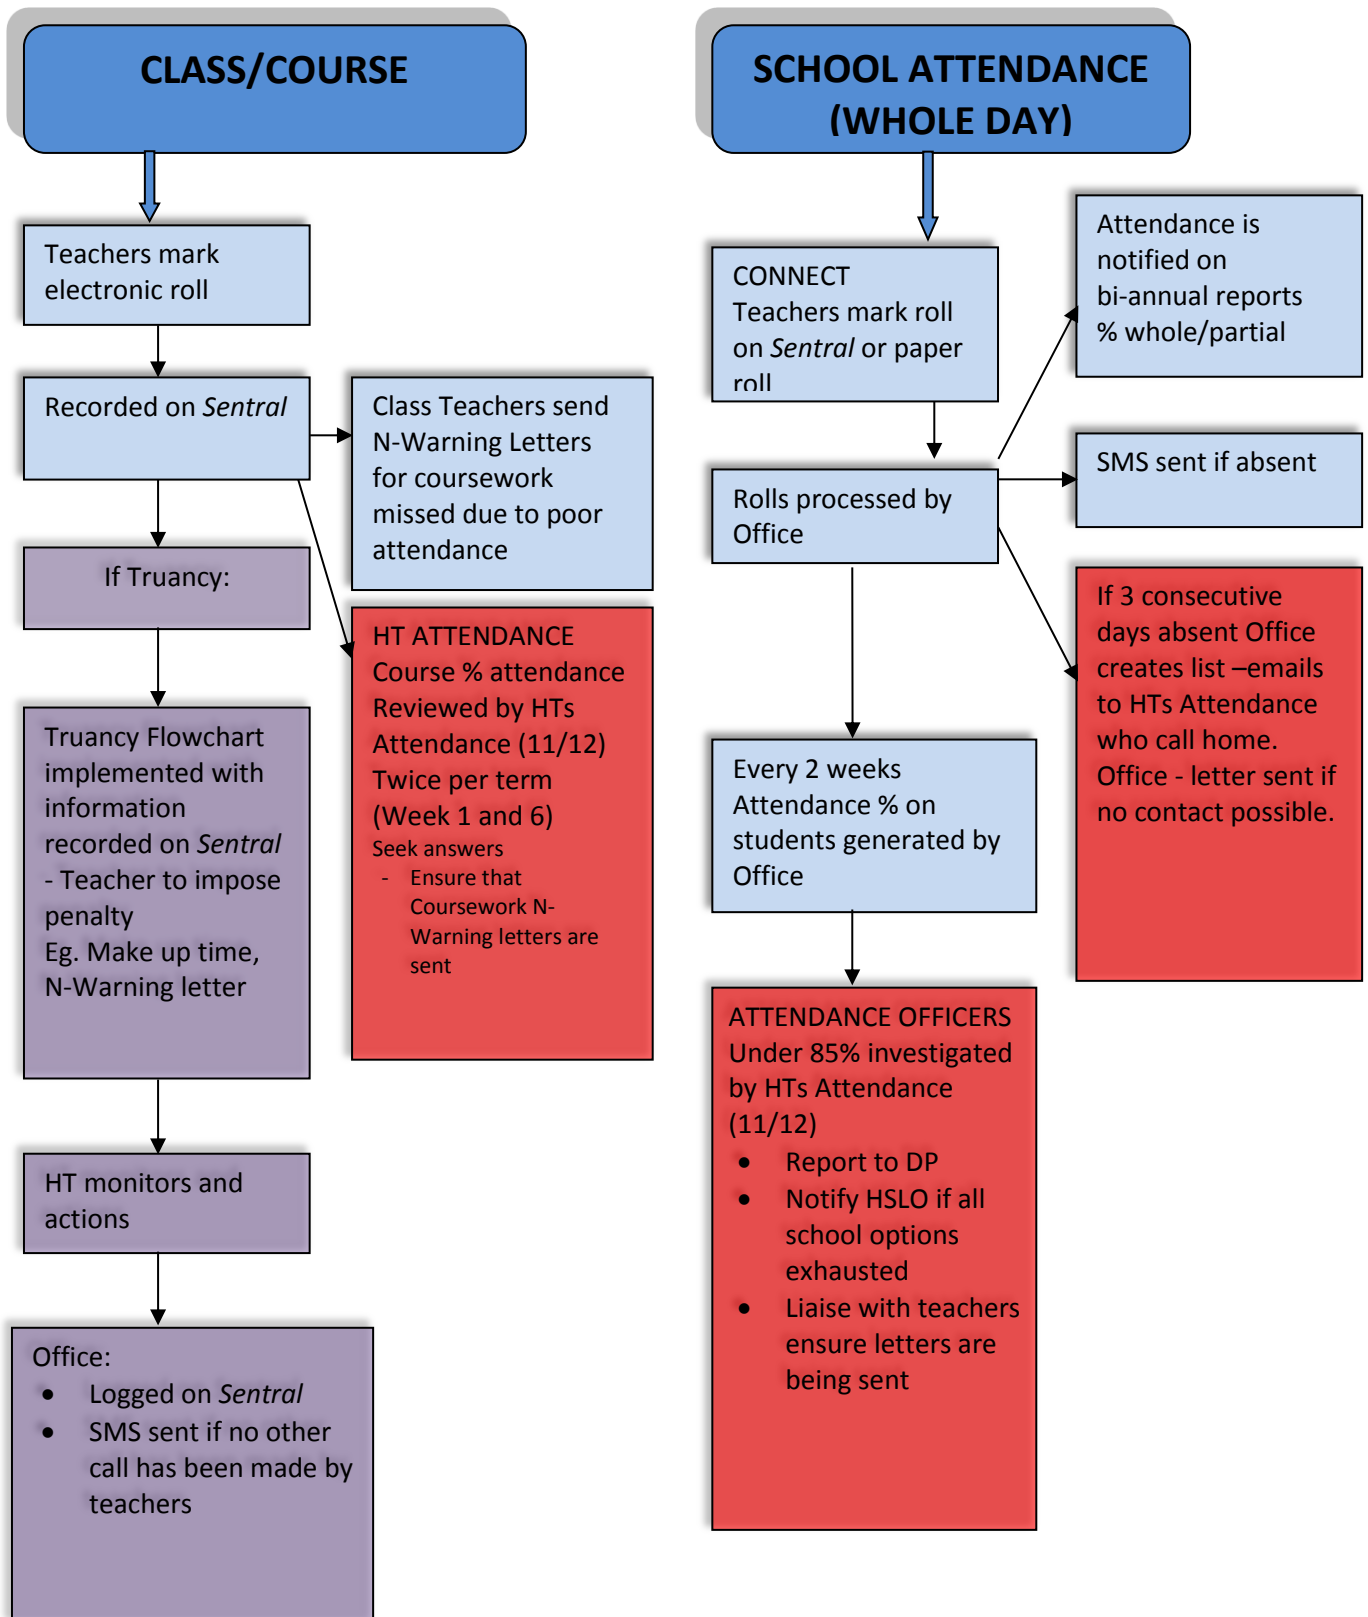 CLASS/COURSE
Teachers mark
electronic roll
Recorded on Sentral
Class Teachers send
N-Warning Letters
for coursework
missed due to poor
attendance
If Truancy:
HT ATTENDANCE
Course % attendance
Reviewed by HTs
Attendance (11/12)
Twice per term
(Week 1 and 6)
Seek answers
- Ensure that
Coursework N-
Warning letters are
sent
Truancy Flowchart
implemented with
information
recorded on Sentral
- Teacher to impose
penalty
Eg. Make up time,
N-Warning letter
HT monitors and
actions
Office:
• Logged on Sentral
• SMS sent if no other
call has been made by
teachers
SCHOOL ATTENDANCE
(WHOLE DAY)
CONNECT
Teachers mark roll
on Sentral or paper
roll
Attendance is
notified on
bi-annual reports
% whole/partial
SMS sent if absent
Rolls processed by
Office
If 3 consecutive
days absent Office
creates list –emails
to HTs Attendance
who call home.
Office - letter sent if
no contact possible.
Every 2 weeks
Attendance % on
students generated by
Office
ATTENDANCE OFFICERS
Under 85% investigated
by HTs Attendance
(11/12)
• Report to DP
• Notify HSLO if all
school options
exhausted
• Liaise with teachers
ensure letters are
being sent